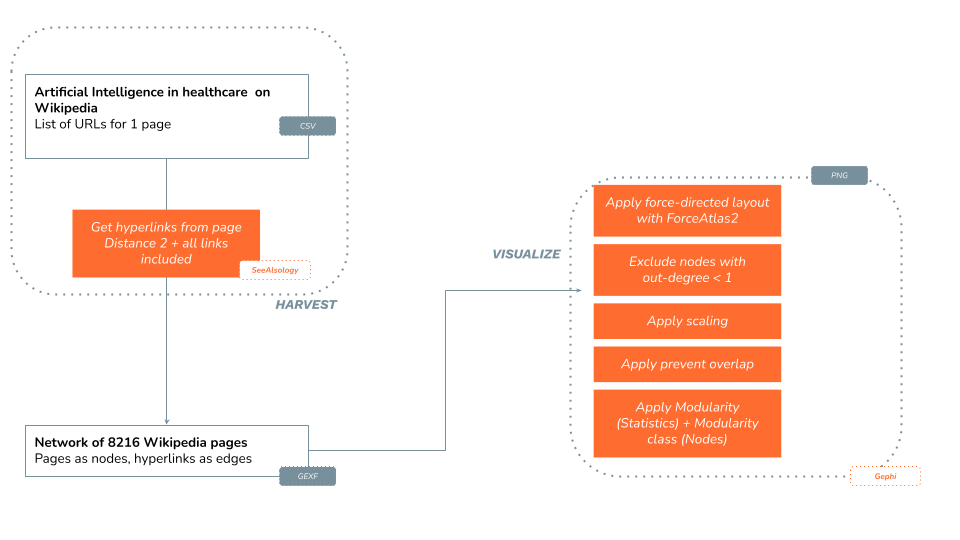 Artificial Intelligence in healthcare on
Wikipedia
List of URLs for 1 page
CSV
Get hyperlinks from page
Distance 2 + all links
included
SeeAlsology
HARVEST
Network of 8216 Wikipedia pages
Pages as nodes, hyperlinks as edges
GEXF
VISUALIZE
PNG
Apply force-directed layout
with ForceAtlas2
Exclude nodes with
out-degree < 1
Apply scaling
Apply prevent overlap
Apply Modularity
(Statistics) + Modularity
class (Nodes)
Gephi